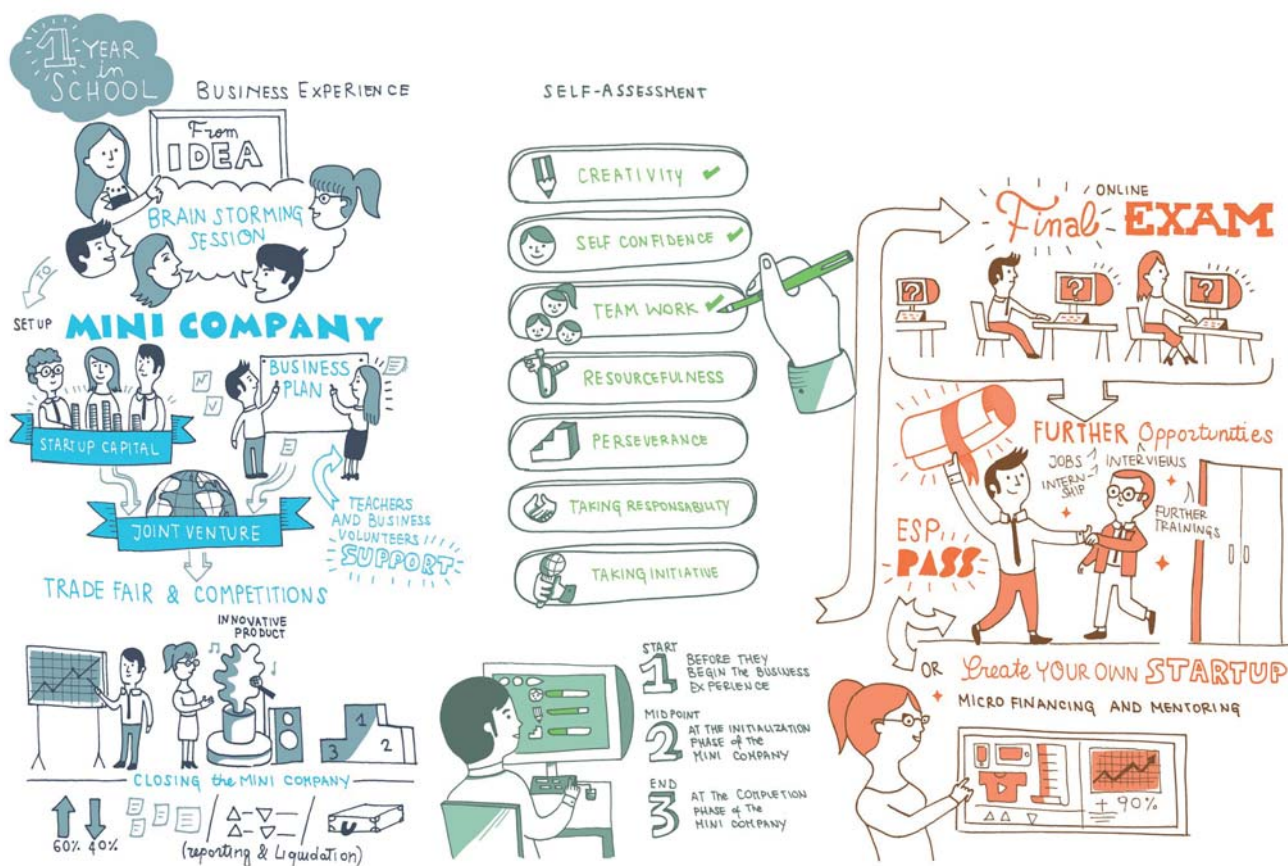 1 YEAR
in
SCHOOL
BUSINESS EXPERIENCE
From
IDEA
BRAIN STORMING
SESSION
TO
SET UP MINI COMPANY
STARTUP CAPITAL
BUSINESS
PLAN
JOINT VENTURE
TEACHERS
AND BUSINESS
VOLUNTEERS
SUPPORT
TRADE FAIR & COMPETITIONS
INNOVATIVE
PRODUCT
1
2
3
CLOSING the MINI COMPANY
60% 40%
(reporting & Liquidation)
SELF-ASSESSMENT
CREATIVITY
SELF CONFIDENCE
TEAM WORK
RESOURCEFULNESS
PERSEVERANCE
TAKING RESPONSABILITY
TAKING INITIATIVE
START
1
BEFORE THEY
BEGIN THE BUSINESS
EXPERIENCE
MIDPOINT
2
AT THE INITIALIZATION
PHASE of the
MINI COMPANY
END
3
AT THE COMPLETION
PHASE of the
MINI COMPANY
ONLINE
Final EXAM
? ? ?
FURTHER Opportunities
JOBS
INTERN-
SHIP
INTERVIEWS
FURTHER
TRAININGS
ESP
PASS
OR Create YOUR OWN STARTUP
MICRO FINANCING AND MENTORING
+ 90%